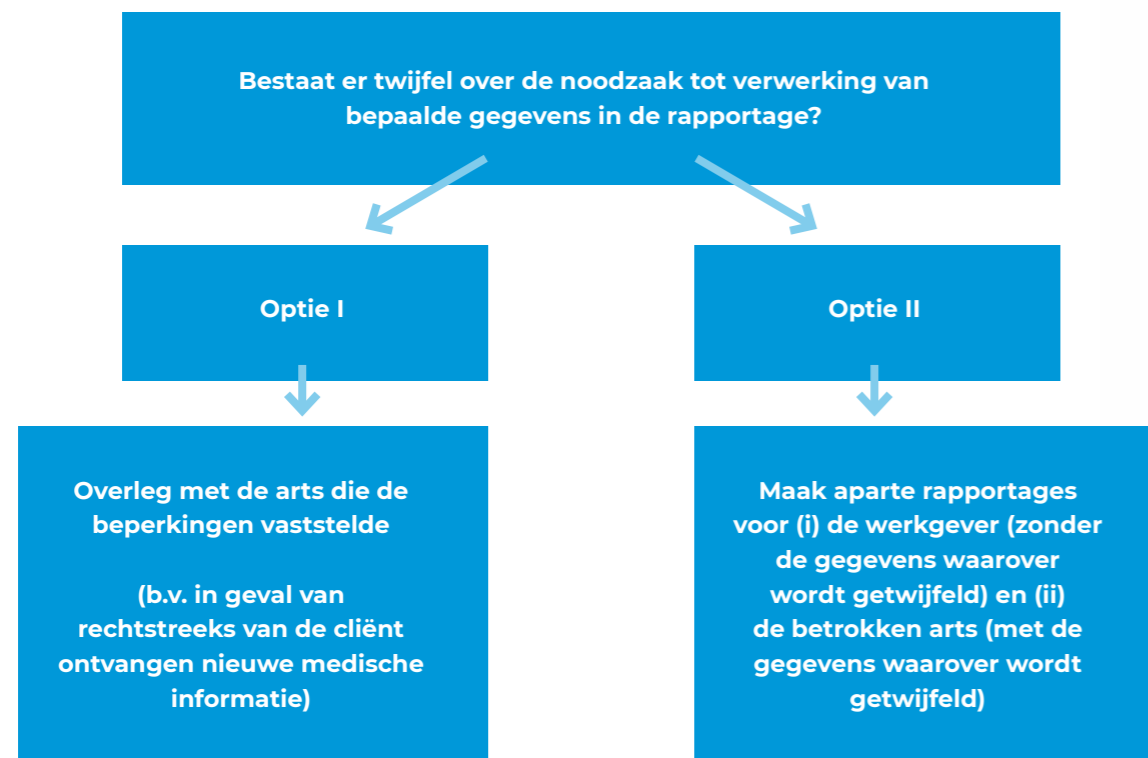 Bestaat er twijfel over de noodzaak tot verwerking van
bepaalde gegevens in de rapportage?
Optie I
Optie II
Overleg met de arts die de
beperkingen vaststelde
(b.v. in geval van
rechtstreeks van de cliënt
ontvangen nieuwe medische
informatie)
Maak aparte rapportages
voor (i) de werkgever (zonder
de gegevens waarover
wordt getwijfeld) en (ii)
de betrokken arts (met de
gegevens waarover wordt
getwijfeld)